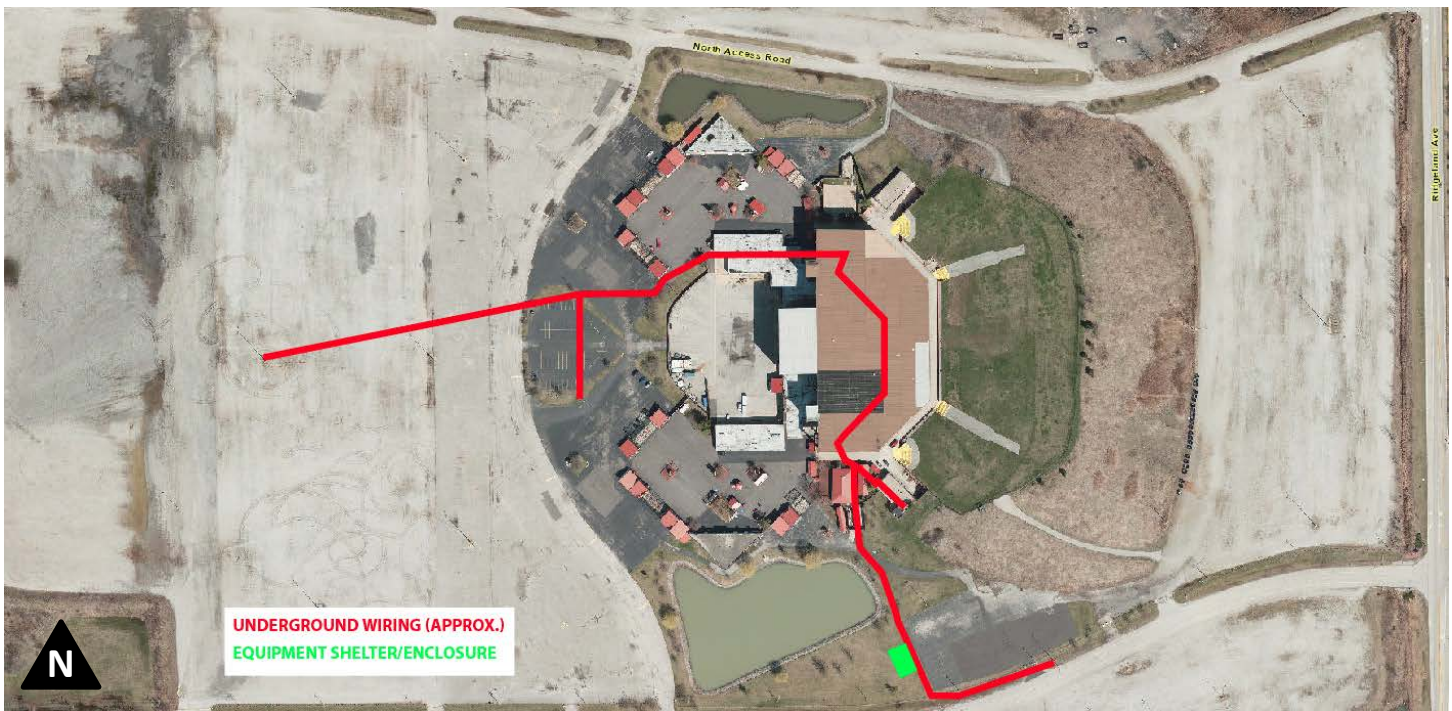 North Access Road
Ridgeland Ave
UNDERGROUND WIRING (APPROX.)
EQUIPMENT SHELTER/ENCLOSURE
N